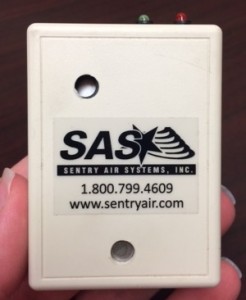 SAS
SENTRY AIR SYSTEMS, INC.
1.800.799.4609
www.sentryair.com